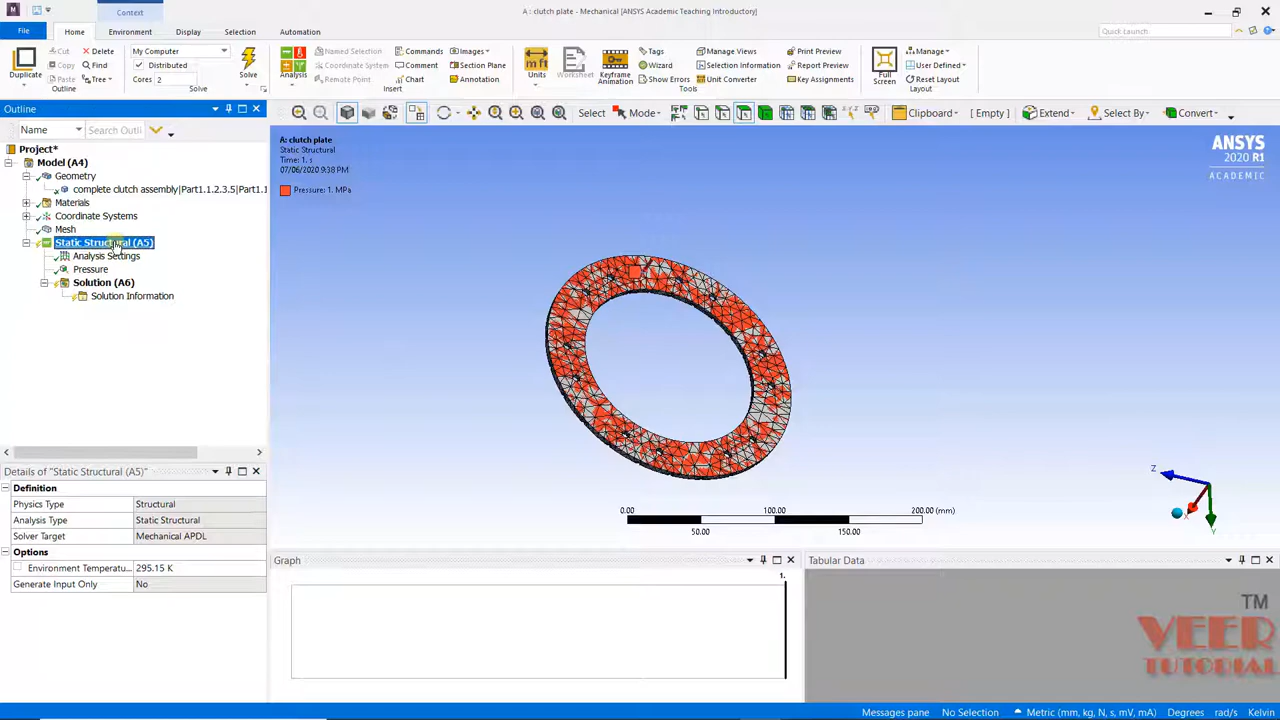 Context
A : clutch plate - Mechanical [ANSYS Academic Teaching Introductory]
File Home Environment Display Selection Automation
Quick Launch
Duplicate
Cut
Delete
Copy
Find
Paste
Tree
Outline
My Computer
Distributed
Cores 2
Solve
Solve
Analysis
Named Selection
Coordinate System
Remote Point
Commands
Comment
Chart
Images
Section Plane
Annotation
Insert
Units
Worksheet
Keyframe Animation
Tags
Wizard
Show Errors
Manage Views
Selection Information
Unit Converter
Print Preview
Report Preview
Key Assignments
Tools
Full Screen
Manage
User Defined
Reset Layout
Layout
Select Mode Clipboard [ Empty ] Extend Select By Convert
Outline
Name Search Outli
Project*
Model (A4)
Geometry
complete clutch assembly|Part1.1.2.3.5|Part1.1
Materials
Coordinate Systems
Mesh
Static Structural (A5)
Analysis Settings
Pressure
Solution (A6)
Solution Information
A: clutch plate
Static Structural
Time: 1. s
07/06/2020 9:38 PM
Pressure: 1. MPa
ANSYS
2020 R1
ACADEMIC
0.00 100.00 200.00 (mm)
50.00 150.00
Z
X
Y
Details of "Static Structural (A5)"
Definition
Physics Type Structural
Analysis Type Static Structural
Solver Target Mechanical APDL
Options
Environment Temperatu... 295.15 K
Generate Input Only No
Graph
1.
Tabular Data
TM
VEER
TUTORIAL
Messages pane No Selection Metric (mm, kg, N, s, mV, mA) Degrees rad/s Kelvin